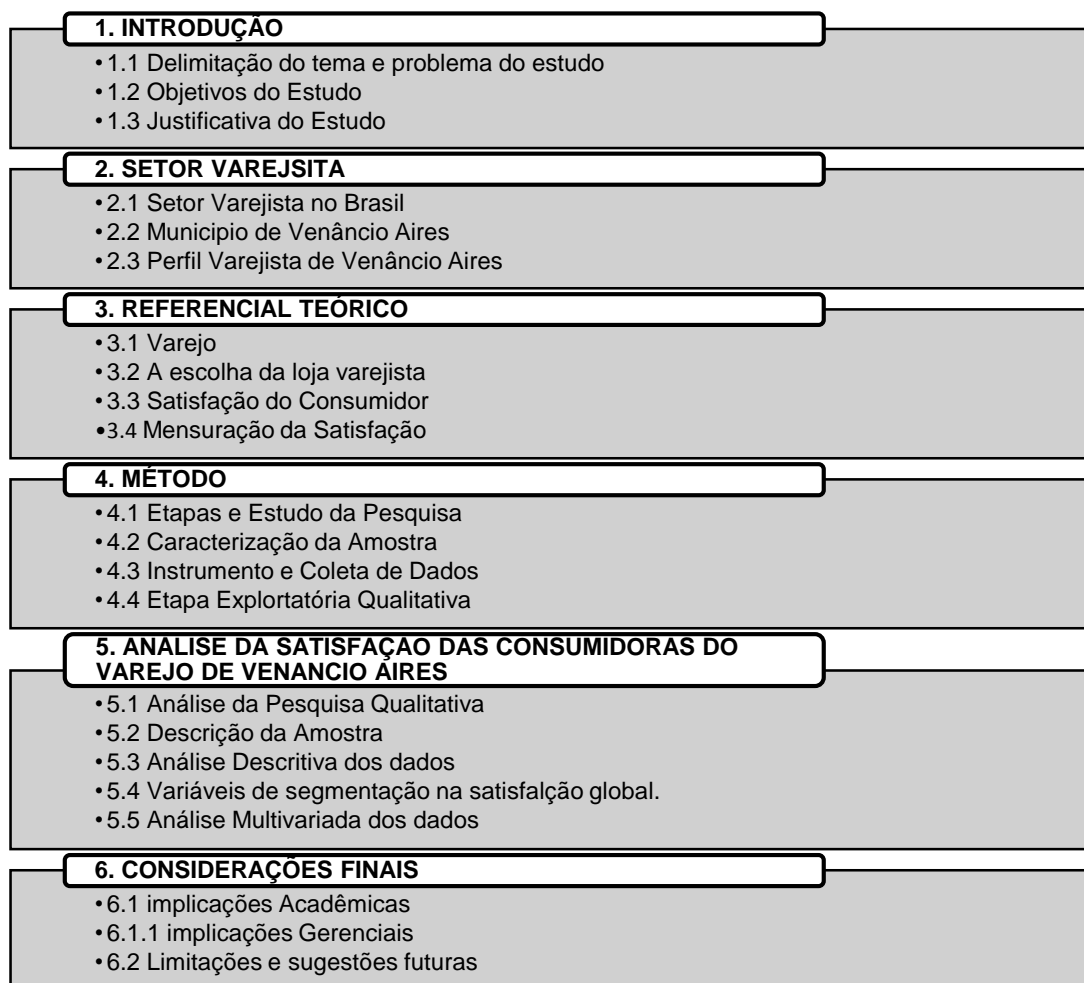 1. INTRODUÇÃO
•1.1 Delimitação do tema e problema do estudo
•1.2 Objetivos do Estudo
•1.3 Justificativa do Estudo
2. SETOR VAREJSITA
•2.1 Setor Varejista no Brasil
•2.2 Municipio de Venâncio Aires
•2.3 Perfil Varejista de Venâncio Aires
3. REFERENCIAL TEÓRICO
•3.1 Varejo
•3.2 A escolha da loja varejista
•3.3 Satisfação do Consumidor
•3.4 Mensuração da Satisfação
4. MÉTODO
•4.1 Etapas e Estudo da Pesquisa
•4.2 Caracterização da Amostra
•4.3 Instrumento e Coleta de Dados
•4.4 Etapa Explortatória Qualitativa
5. ANÁLISE DA SATISFAÇÃO DAS CONSUMIDORAS DO
VAREJO DE VENANCIO AIRES
•5.1 Análise da Pesquisa Qualitativa
•5.2 Descrição da Amostra
•5.3 Análise Descritiva dos dados
•5.4 Variáveis de segmentação na satisfalção global.
•5.5 Análise Multivariada dos dados
6. CONSIDERAÇÕES FINAIS
•6.1 implicações Acadêmicas
•6.1.1 implicações Gerenciais
•6.2 Limitações e sugestões futuras